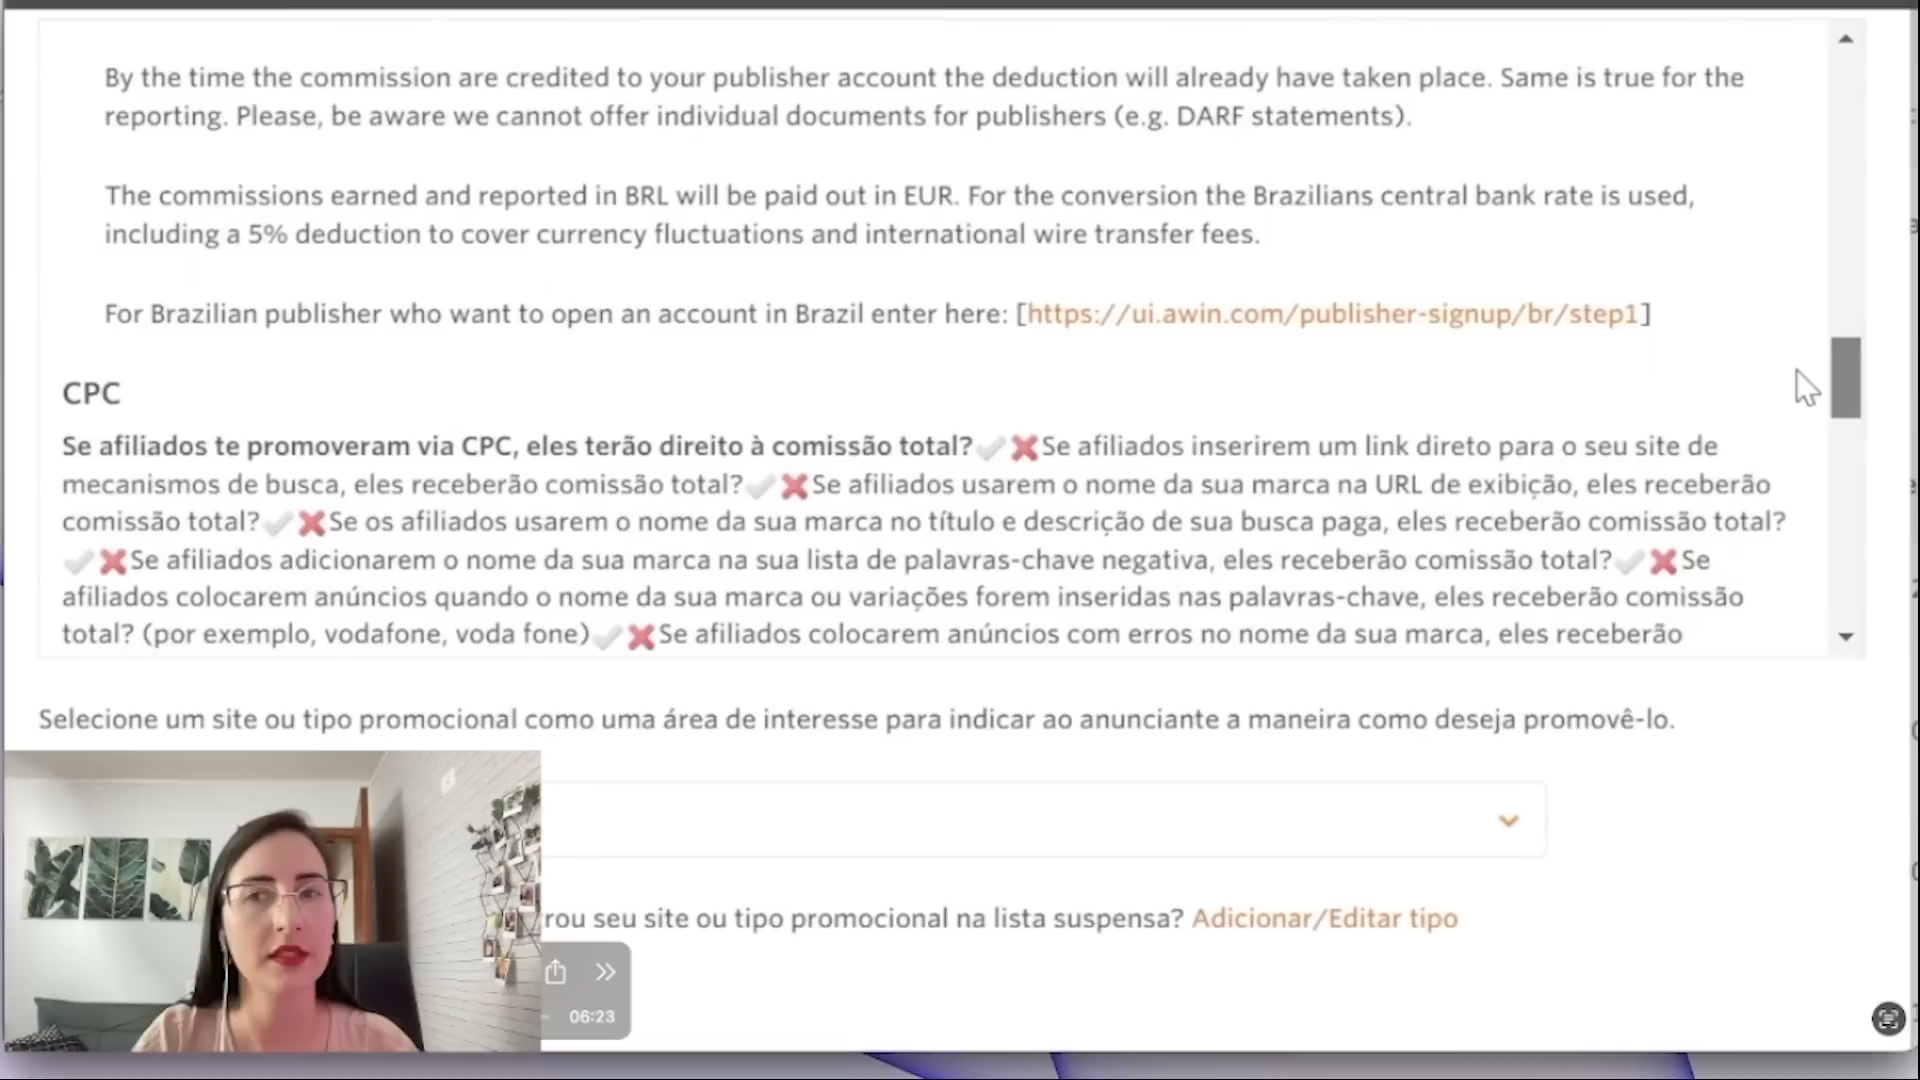 By the time the commission are credited to your publisher account the deduction will already have taken place. Same is true for the
reporting. Please, be aware we cannot offer individual documents for publishers (e.g. DARF statements).
The commissions earned and reported in BRL will be paid out in EUR. For the conversion the Brazilians central bank rate is used,
including a 5% deduction to cover currency fluctuations and international wire transfer fees.
For Brazilian publisher who want to open an account in Brazil enter here: [https://ui.awin.com/publisher-signup/br/step1]
CPC
Se afiliados te promoveram via CPC, eles terão direito à comissão total?✔❌Se afiliados inserirem um link direto para o seu site de
mecanismos de busca, eles receberão comissão total?✔❌Se afiliados usarem o nome da sua marca na URL de exibição, eles receberão
comissão total?✔❌Se os afiliados usarem o nome da sua marca no título e descrição de sua busca paga, eles receberão comissão total?
✔❌Se afiliados adicionarem o nome da sua marca na sua lista de palavras-chave negativa, eles receberão comissão total?✔❌Se
afiliados colocarem anúncios quando o nome da sua marca ou variações forem inseridas nas palavras-chave, eles receberão comissão
total? (por exemplo, vodafone, voda fone)✔❌Se afiliados colocarem anúncios com erros no nome da sua marca, eles receberão
Selecione um site ou tipo promocional como uma área de interesse para indicar ao anunciante a maneira como deseja promovê-lo.
rou seu site ou tipo promocional na lista suspensa? Adicionar/Editar tipo
06:23